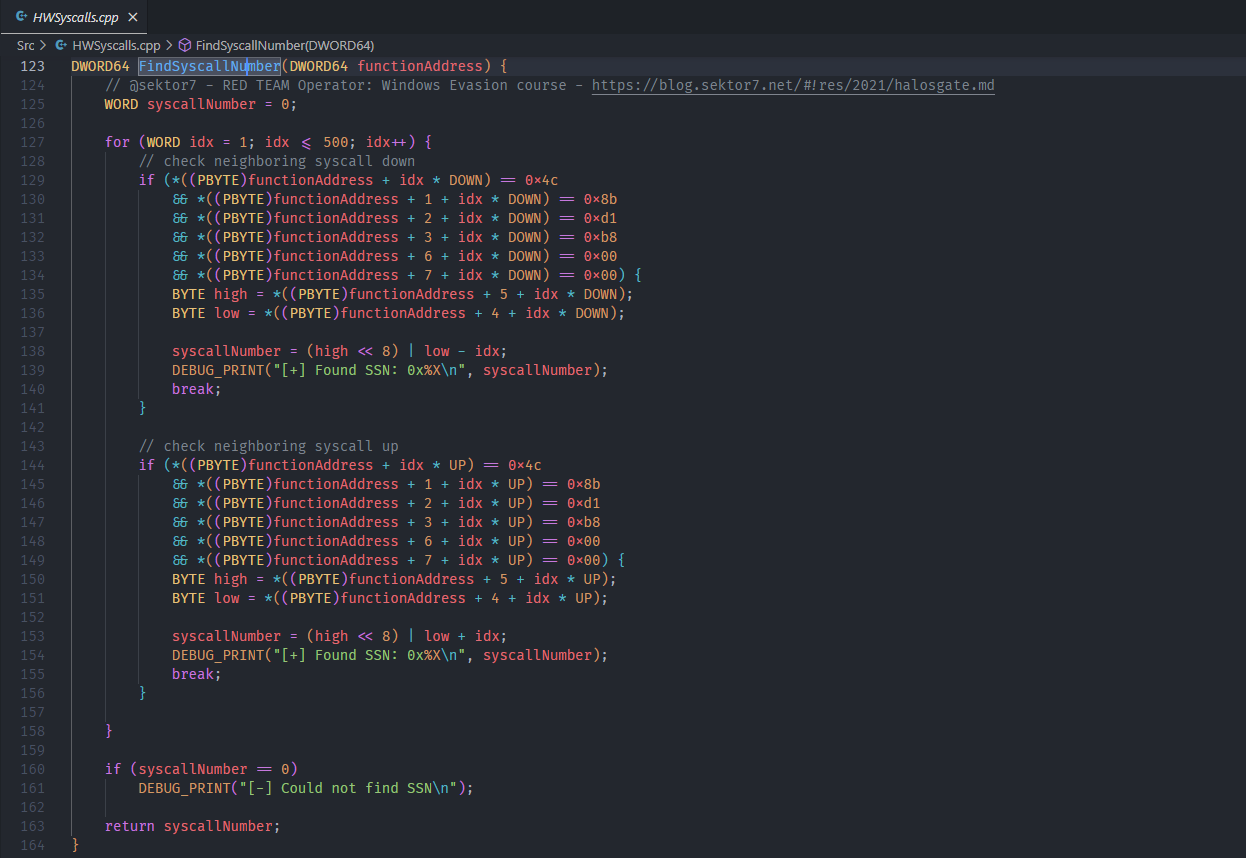 HWSyscalls.cpp ×
Src > HWSyscalls.cpp > FindSyscallNumber(DWORD64)
123 DWORD64 FindSyscallNumber(DWORD64 functionAddress) {
124 // @sektor7 - RED TEAM Operator: Windows Evasion course - https://blog.sektor7.net/#!res/2021/halosgate.md
125 WORD syscallNumber = 0;
126
127 for (WORD idx = 1; idx <= 500; idx++) {
128 // check neighboring syscall down
129 if (*((PBYTE)functionAddress + idx * DOWN) == 0x4c
130 && *((PBYTE)functionAddress + 1 + idx * DOWN) == 0x8b
131 && *((PBYTE)functionAddress + 2 + idx * DOWN) == 0xd1
132 && *((PBYTE)functionAddress + 3 + idx * DOWN) == 0xb8
133 && *((PBYTE)functionAddress + 6 + idx * DOWN) == 0x00
134 && *((PBYTE)functionAddress + 7 + idx * DOWN) == 0x00) {
135 BYTE high = *((PBYTE)functionAddress + 5 + idx * DOWN);
136 BYTE low = *((PBYTE)functionAddress + 4 + idx * DOWN);
137
138 syscallNumber = (high << 8) | low - idx;
139 DEBUG_PRINT("[+] Found SSN: 0x%X\n", syscallNumber);
140 break;
141 }
142
143 // check neighboring syscall up
144 if (*((PBYTE)functionAddress + idx * UP) == 0x4c
145 && *((PBYTE)functionAddress + 1 + idx * UP) == 0x8b
146 && *((PBYTE)functionAddress + 2 + idx * UP) == 0xd1
147 && *((PBYTE)functionAddress + 3 + idx * UP) == 0xb8
148 && *((PBYTE)functionAddress + 6 + idx * UP) == 0x00
149 && *((PBYTE)functionAddress + 7 + idx * UP) == 0x00) {
150 BYTE high = *((PBYTE)functionAddress + 5 + idx * UP);
151 BYTE low = *((PBYTE)functionAddress + 4 + idx * UP);
152
153 syscallNumber = (high << 8) | low + idx;
154 DEBUG_PRINT("[+] Found SSN: 0x%X\n", syscallNumber);
155 break;
156 }
157
158 }
159
160 if (syscallNumber == 0)
161 DEBUG_PRINT("[-] Could not find SSN\n");
162
163 return syscallNumber;
164 }